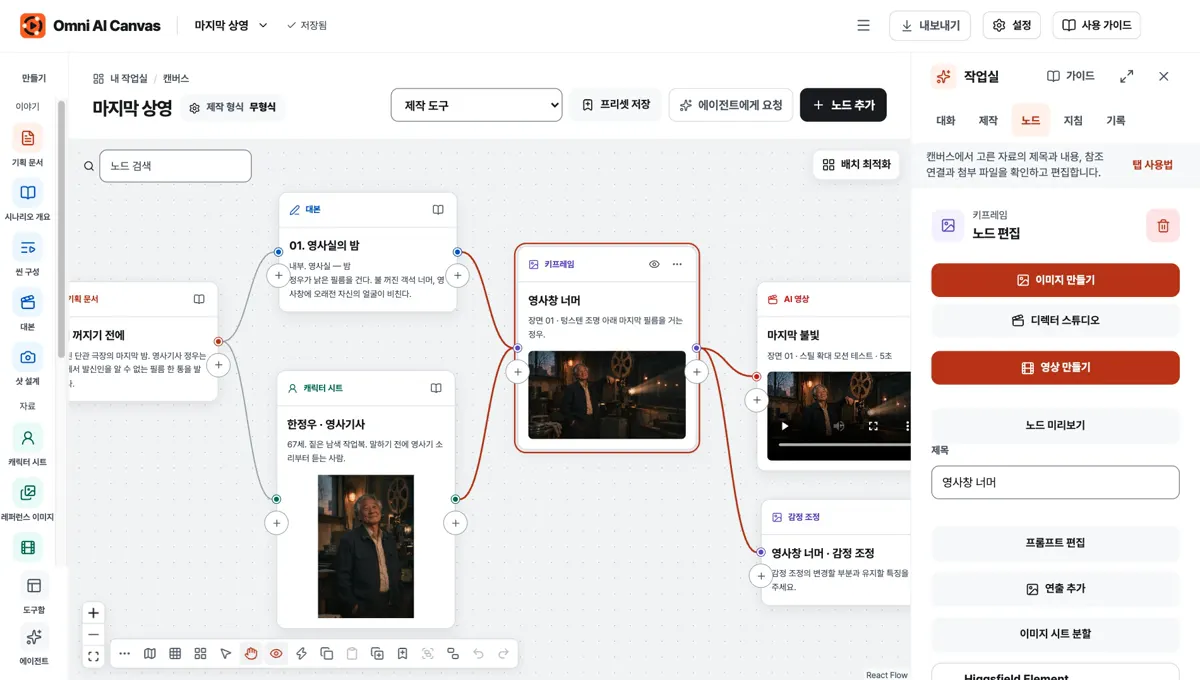 Omni AI Canvas
마지막 상영
저장됨
내보내기
설정
사용 가이드
만들기
이야기
기획 문서
시나리오 개요
씬 구성
대본
샷 설계
자료
캐릭터 시트
레퍼런스 이미지
도구함
에이전트
내 작업실 / 캔버스
마지막 상영
제작 형식 무형식
제작 도구
프리셋 저장
에이전트에게 요청
노드 추가
노드 검색
배치 최적화
기획 문서
꺼지기 전에
단관 극장의 마지막 밤. 영사기사 정우는
에서 발신인을 알 수 없는 필름 한 통을 발
다.
대본
01. 영사실의 밤
내부. 영사실 — 밤
정우가 낡은 필름을 건다. 불 꺼진 객석 너머, 영
사창에 오래전 자신의 얼굴이 비친다.
캐릭터 시트
한정우 · 영사기사
67세. 짙은 남색 작업복. 말하기 전에 영사기 소
리부터 듣는 사람.
키프레임
영사창 너머
장면 01 · 텅스텐 조명 아래 마지막 필름을 거는
정우.
AI 영상
마지막 불빛
장면 01 · 스틸 확대 모션 테스트 · 5초
감정 조정
영사창 너머 · 감정 조정
감정 조정의 변경할 부분과 유지할 특징을
주세요.
React Flow
작업실
가이드
대화
제작
노드
지침
기록
캔버스에서 고른 자료의 제목과 내용, 참조
연결과 첨부 파일을 확인하고 편집합니다.
탭 사용법
키프레임
노드 편집
이미지 만들기
디렉터 스튜디오
영상 만들기
노드 미리보기
제목
영사창 너머
프롬프트 편집
연출 추가
이미지 시트 분할
Higgsfield Element